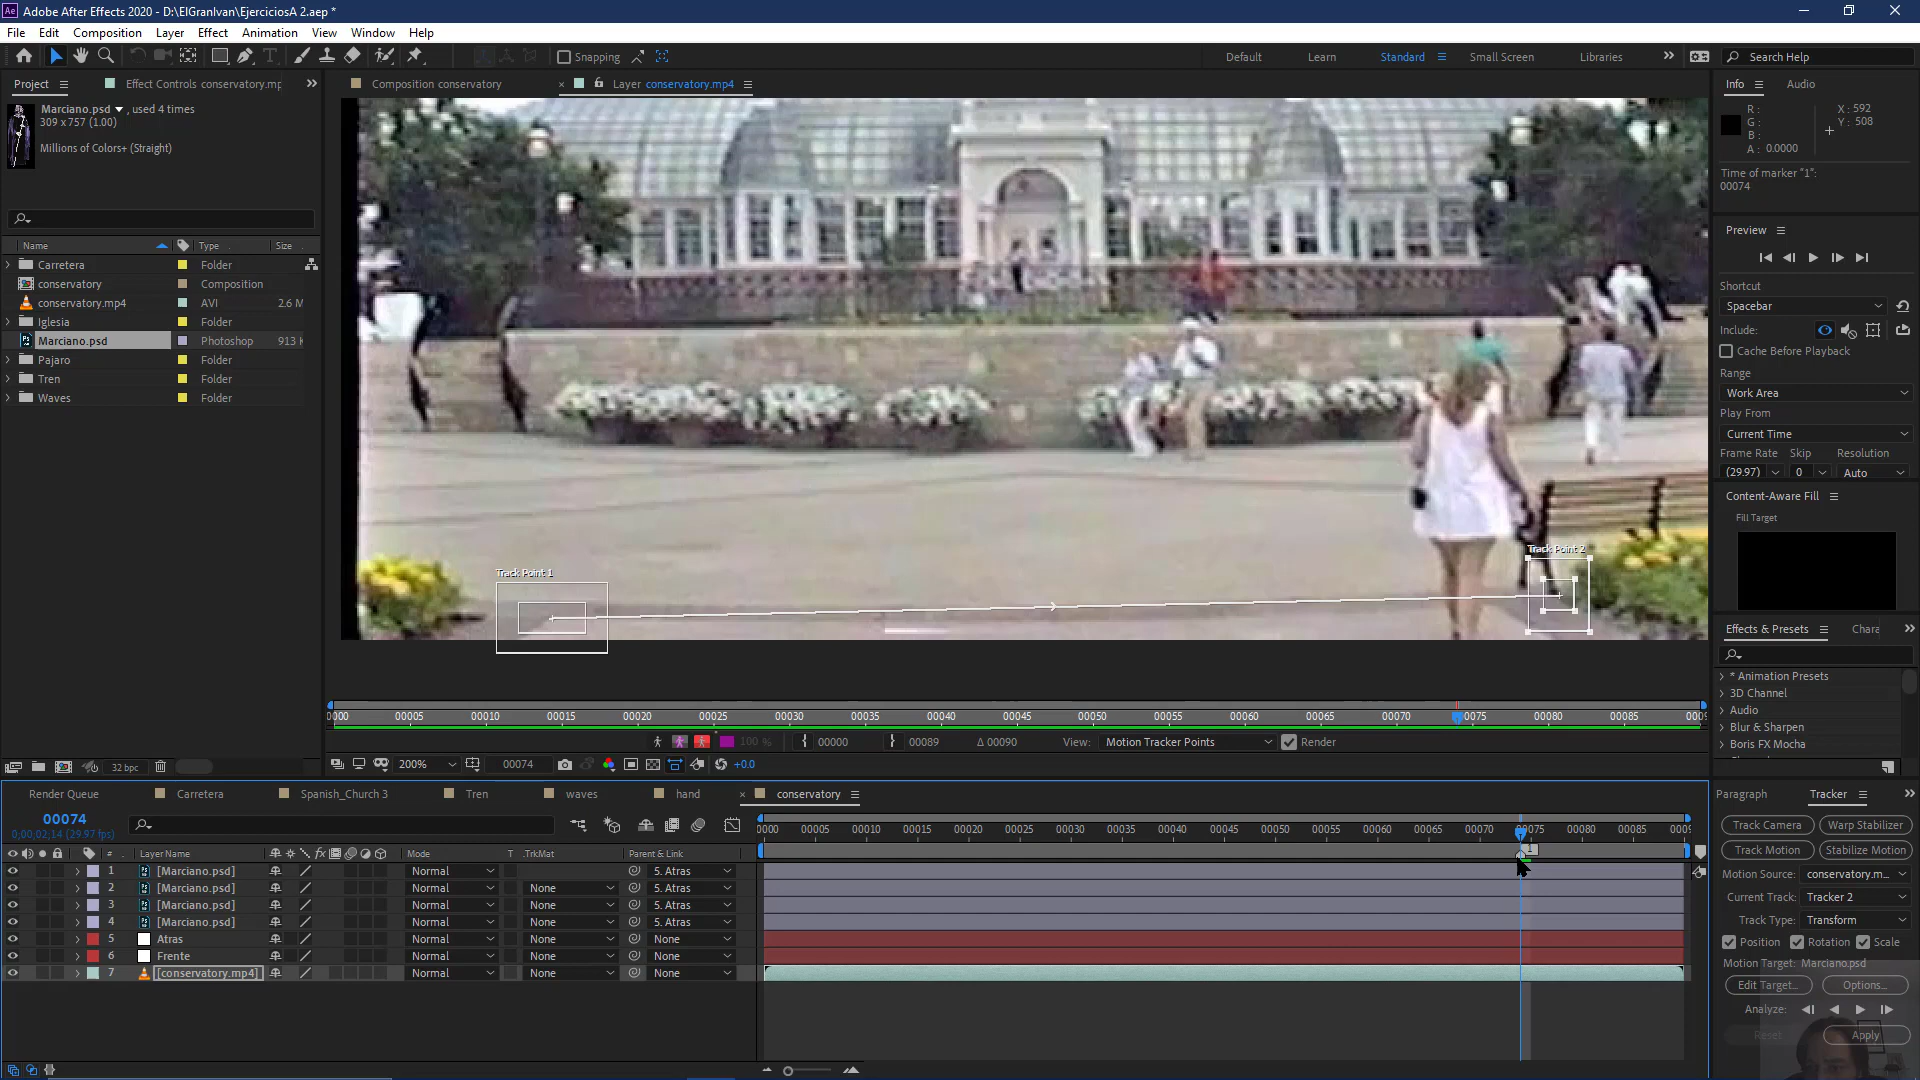 Adobe After Effects 2020 - D:\ElGranIvan\EjerciciosA 2.aep *
File Edit Composition Layer Effect Animation View Window Help
Snapping
Default Learn Standard Small Screen Libraries Search Help
Project Effect Controls conservatory.mp
Composition conservatory Layer conservatory.mp4
Info Audio
Marciano.psd , used 4 times
309 x 757 (1.00)
Millions of Colors+ (Straight)
R :
G :
B :
A : 0.0000
X : 592
Y : 508
Time of marker "1":
00074
Name Type Size
Carretera Folder
conservatory Composition
conservatory.mp4 AVI 2.6 M
Iglesia Folder
Marciano.psd Photoshop 913 K
Pajaro Folder
Tren Folder
Waves Folder
Preview
Shortcut
Spacebar
Include:
Cache Before Playback
Range
Work Area
Play From
Current Time
Frame Rate Skip Resolution
(29.97) 0 Auto
Content-Aware Fill
Fill Target
Track Point 1
Track Point 2
Effects & Presets Chara
* Animation Presets
3D Channel
Audio
Blur & Sharpen
Boris FX Mocha
0000 00005 00010 00015 00020 00025 00030 00035 00040 00045 00050 00055 00060 00065 00070 0075 00080 00085 0009
100 % 00000 00089 Δ 00090 View: Motion Tracker Points Render
32 bpc
200% 00074 +0.0
Render Queue Carretera Spanish_Church 3 Tren waves hand conservatory
00074
0;00;02;14 (29.97 fps)
0000 00005 00010 00015 00020 00025 00030 00035 00040 00045 00050 00055 00060 00065 00070 0075 00080 00085 0009
1
# Layer Name Mode T .TrkMat Parent & Link
1 [Marciano.psd] Normal 5. Atras
2 [Marciano.psd] Normal None 5. Atras
3 [Marciano.psd] Normal None 5. Atras
4 [Marciano.psd] Normal None 5. Atras
5 Atras Normal None None
6 Frente Normal None None
7 [conservatory.mp4] Normal None None
Paragraph Tracker
Track Camera Warp Stabilizer
Track Motion Stabilize Motion
Motion Source: conservatory.m...
Current Track: Tracker 2
Track Type: Transform
Position Rotation Scale
Motion Target: Marciano.psd
Edit Target... Options...
Analyze:
Reset Apply